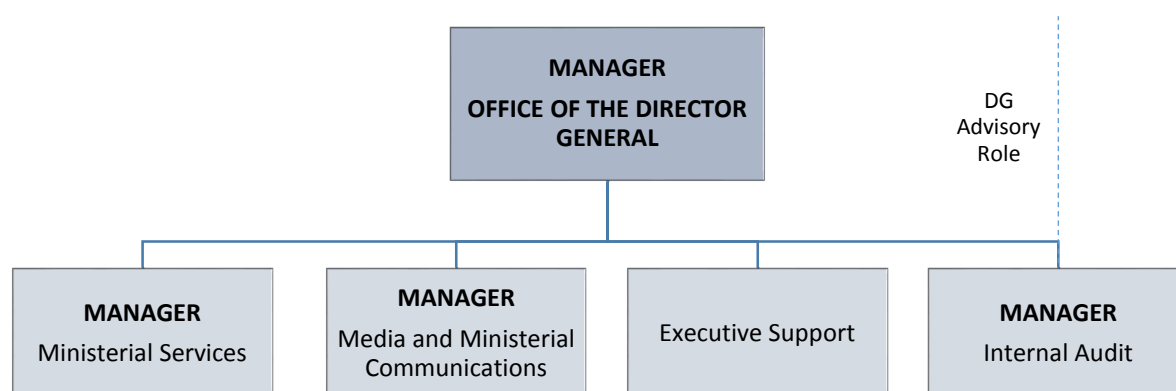 MANAGER
OFFICE OF THE DIRECTOR
GENERAL
DG
Advisory
Role
MANAGER
Ministerial Services
MANAGER
Media and Ministerial
Communications
Executive Support
MANAGER
Internal Audit